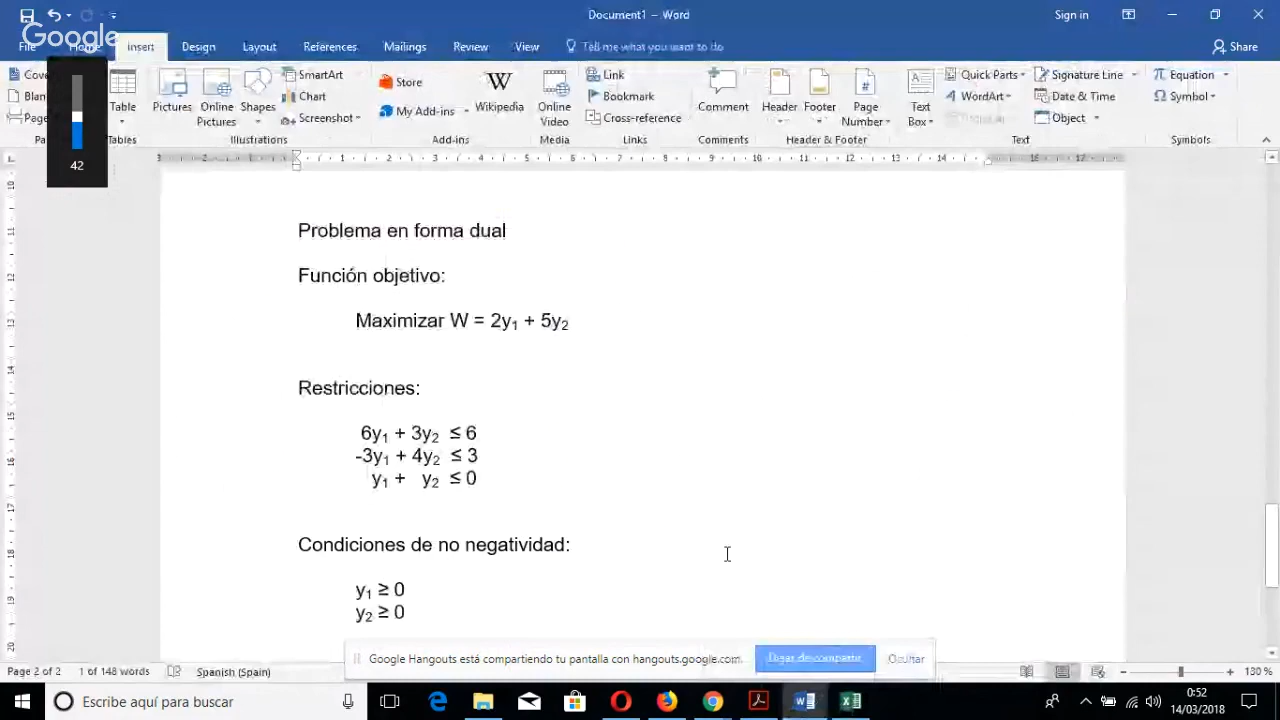 Document1 – Word
Sign in
Google
File
Home
Insert
Design
Layout
References
Mailings
Review
View
Tell me what you want to do
Share
Table
Pictures
Online Pictures
Shapes
SmartArt
Chart
Screenshot
Store
My Add-ins
Wikipedia
Online Video
Link
Bookmark
Cross-reference
Comment
Header
Footer
Page Number
Text Box
Quick Parts
WordArt
Signature Line
Date & Time
Object
Equation
Symbol
Tables
Illustrations
Add-ins
Media
Links
Comments
Header & Footer
Text
Symbols
42
Problema en forma dual
Función objetivo:
Maximizar W = 2y₁ + 5y₂
Restricciones:
6y₁ + 3y₂ ≤ 6
-3y₁ + 4y₂ ≤ 3
y₁ + y₂ ≤ 0
Condiciones de no negatividad:
y₁ ≥ 0
y₂ ≥ 0
Google Hangouts está compartiendo tu pantalla con hangouts.google.com.
Dejar de compartir
Ocultar
Page 2 of 2
1 of 148 words
Spanish (Spain)
130 %
Escribe aquí para buscar
0:52
14/03/2018